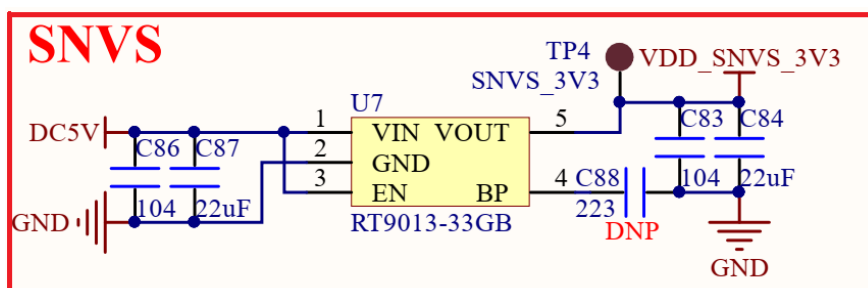 SNVS
TP4
VDD_SNVS_3V3
SNVS_3V3
U7
DC5V
1
VIN
VOUT
5
C83
C84
C86
C87
2
GND
3
EN
BP
4
C88
104
22uF
GND
104
22uF
RT9013-33GB
223
DNP
GND